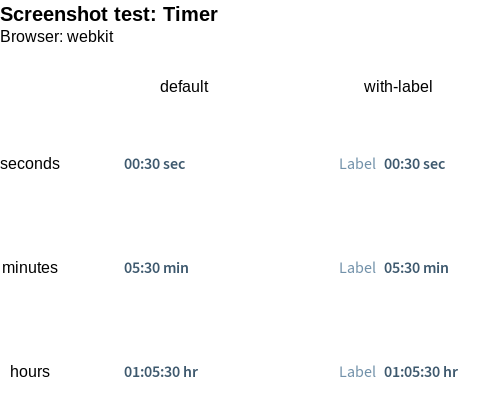 Screenshot test: Timer
Browser: webkit
default with-label
seconds 00:30 sec Label 00:30 sec
minutes 05:30 min Label 05:30 min
hours 01:05:30 hr Label 01:05:30 hr